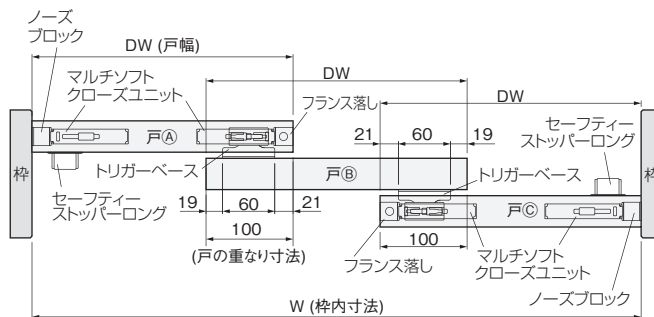 ノーズ
ブロック
DW (戸幅)
マルチソフト
クローズユニット
DW
フランス落し
DW
21
60
19
セーフティー
ストッパーロング
枠
戸Ⓐ
トリガーベース
戸Ⓑ
トリガーベース
枠
セーフティー
ストッパーロング
19
60
21
戸Ⓒ
100
(戸の重なり寸法)
フランス落し
100
マルチソフト
クローズユニット
ノーズブロック
W (枠内寸法)